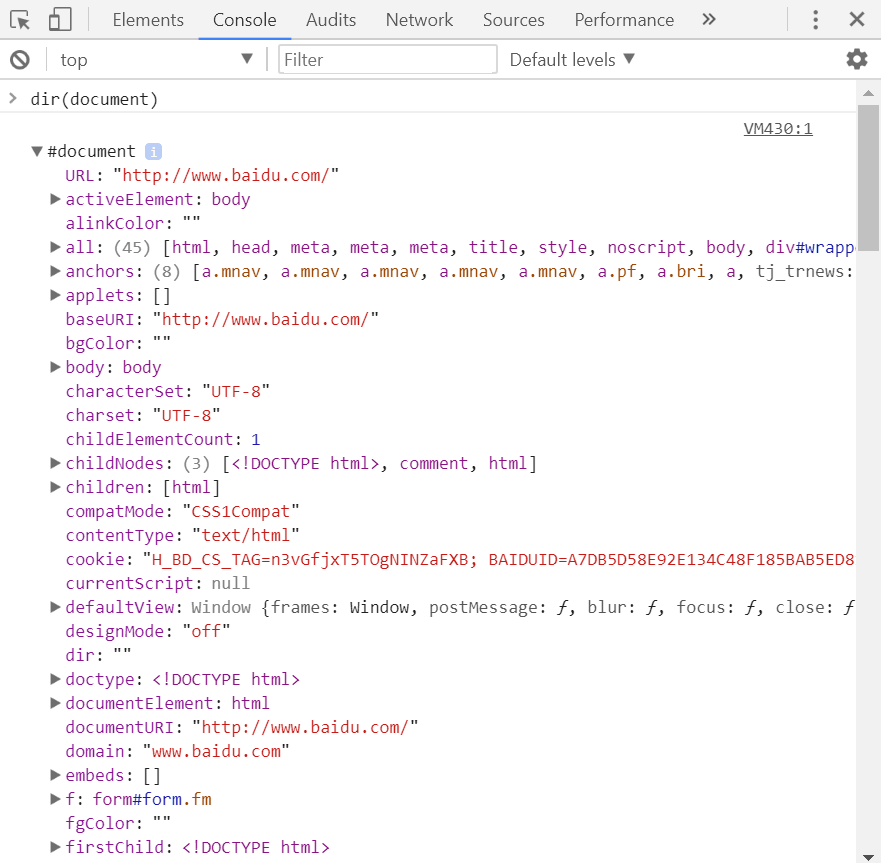 Elements Console Audits Network Sources Performance »
top Filter Default levels
> dir(document)
VM430:1
#document i
URL: "http://www.baidu.com/"
activeElement: body
alinkColor: ""
all: (45) [html, head, meta, meta, meta, title, style, noscript, body, div#wrappe
anchors: (8) [a.mnav, a.mnav, a.mnav, a.mnav, a.mnav, a.pf, a.bri, a, tj_trnews:
applets: []
baseURI: "http://www.baidu.com/"
bgColor: ""
body: body
characterSet: "UTF-8"
charset: "UTF-8"
childElementCount: 1
childNodes: (3) [<!DOCTYPE html>, comment, html]
children: [html]
compatMode: "CSS1Compat"
contentType: "text/html"
cookie: "H_BD_CS_TAG=n3vGfjxT5TOgNINZaFXB; BAIDUID=A7DB5D58E92E134C48F185BAB5ED8
currentScript: null
defaultView: Window {frames: Window, postMessage: ƒ, blur: ƒ, focus: ƒ, close: ƒ
designMode: "off"
dir: ""
doctype: <!DOCTYPE html>
documentElement: html
documentURI: "http://www.baidu.com/"
domain: "www.baidu.com"
embeds: []
f: form#form.fm
fgColor: ""
firstChild: <!DOCTYPE html>